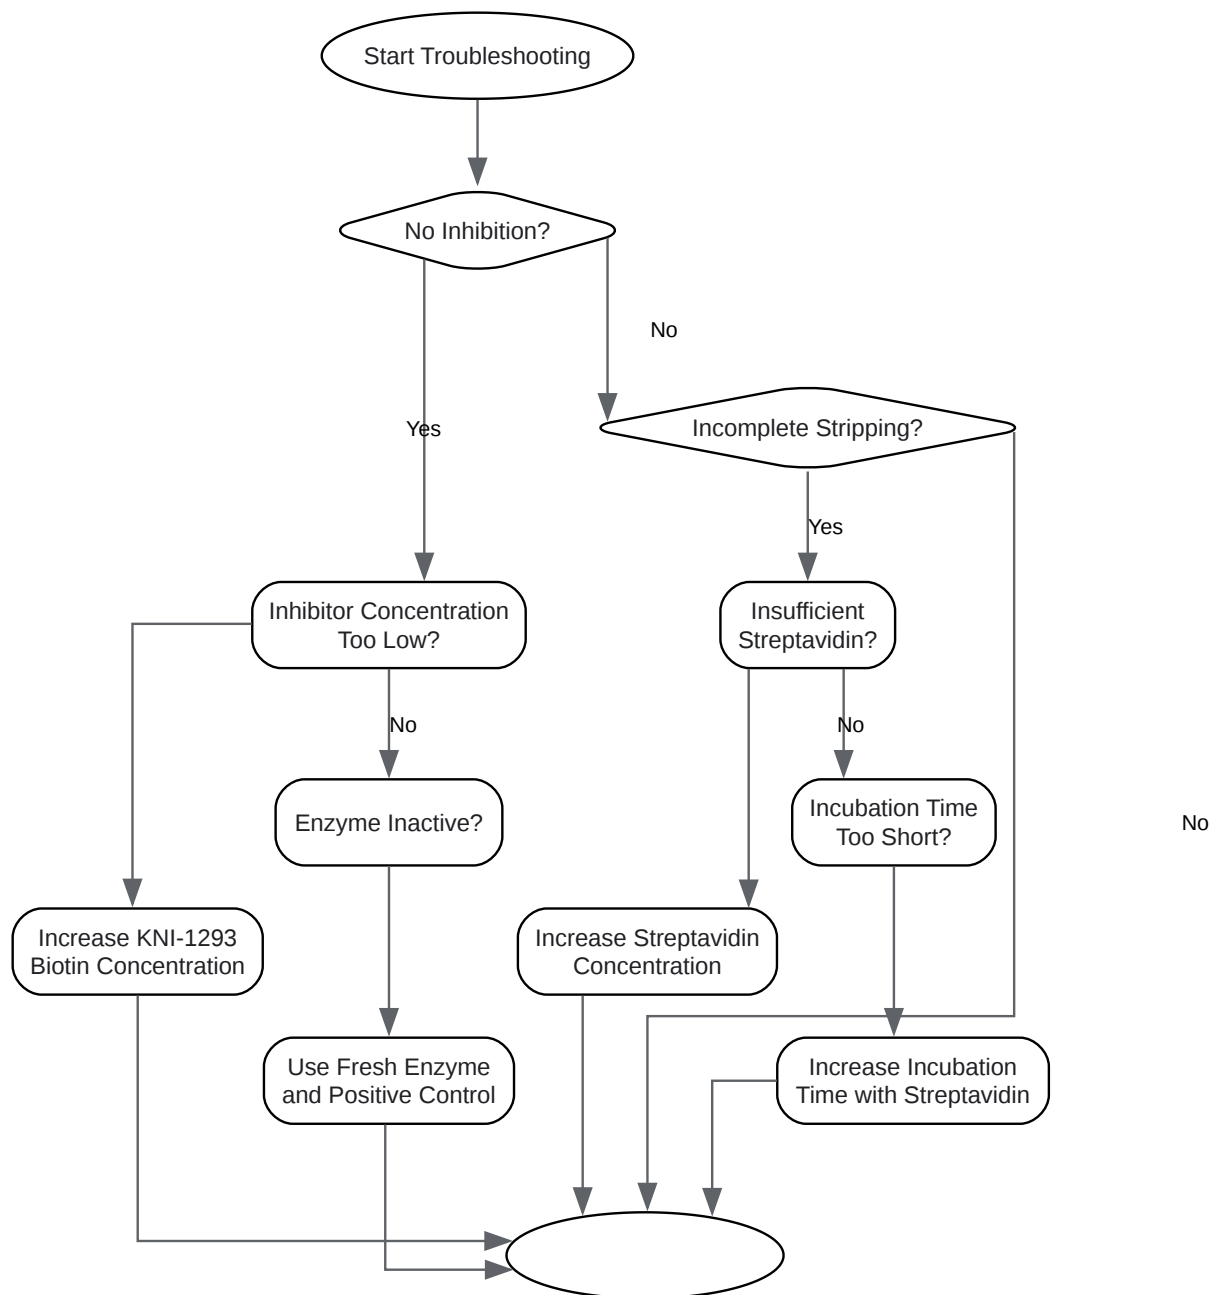 Start Troubleshooting
No Inhibition?
No
Yes
Incomplete Stripping?
Yes
Inhibitor Concentration
Too Low?
Insufficient
Streptavidin?
No
No
Enzyme Inactive?
Incubation Time
Too Short?
No
Increase KNI-1293
Biotin Concentration
Increase Streptavidin
Concentration
Use Fresh Enzyme
and Positive Control
Increase Incubation
Time with Streptavidin